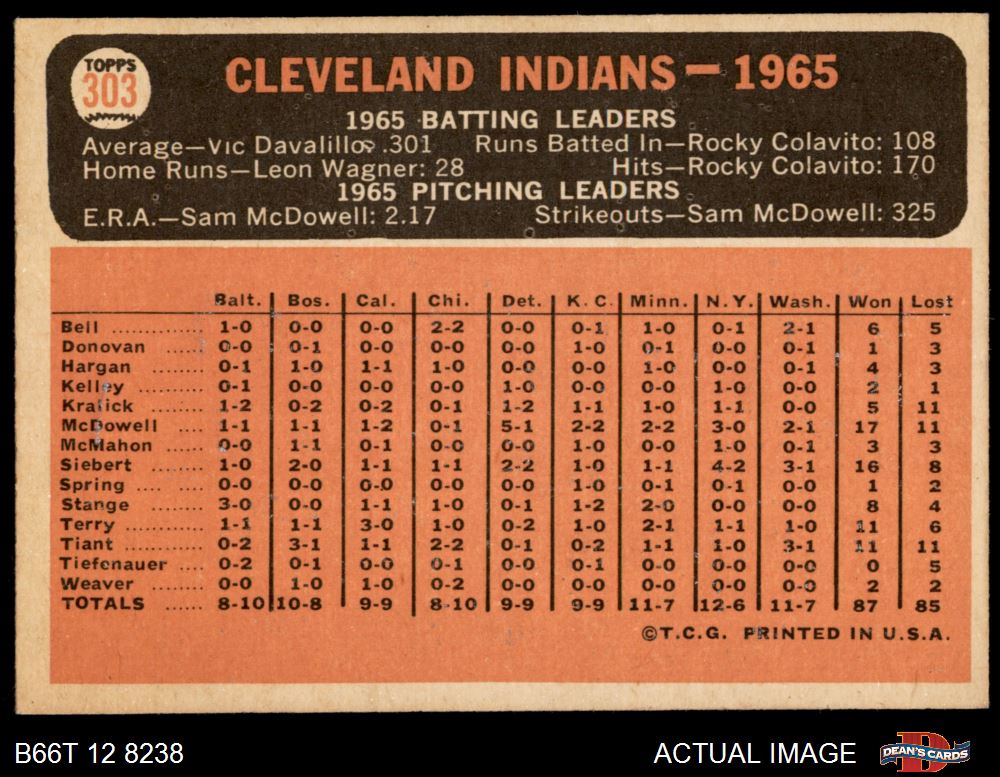 TOPPS
303
CLEVELAND INDIANS — 1965
1965 BATTING LEADERS
Average—Vic Davalillo: .301 Runs Batted In—Rocky Colavito: 108
Home Runs—Leon Wagner: 28 Hits—Rocky Colavito: 170
1965 PITCHING LEADERS
E.R.A.—Sam McDowell: 2.17 Strikeouts—Sam McDowell: 325
Balt. Bos. Cal. Chi. Det. K.C. Minn. N.Y. Wash. Won Lost
Bell ............ 1-0 0-0 0-0 2-2 0-0 0-1 1-0 0-1 2-1 6 5
Donovan ...... 0-0 0-1 0-0 0-0 0-0 1-0 0-1 0-0 0-1 1 3
Hargan ........ 0-1 1-0 1-1 1-0 0-0 0-0 1-0 0-0 0-1 4 3
Kelley ......... 0-1 0-0 0-0 0-0 1-0 0-0 0-0 1-0 0-0 2 1
Kralick ........ 1-2 0-2 0-2 0-1 1-2 1-1 1-0 1-1 0-0 5 11
McDowell .... 1-1 1-1 1-2 0-1 5-1 2-2 2-2 3-0 2-1 17 11
McMahon ..... 0-0 1-1 0-1 1-0 0-0 1-0 0-0 0-1 0-0 3 3
Siebert ........ 1-0 2-0 1-1 1-1 2-2 1-0 1-1 4-2 3-1 16 8
Spring .... .... 0-0 0-0 0-0 0-0 0-0 1-0 0-1 0-1 0-0 1 2
Stange ........ 3-0 0-0 1-1 1-0 0-1 1-2 2-0 0-0 0-0 8 4
Terry ........... 1-1 1-1 3-0 1-0 0-2 1-0 2-1 1-1 1-0 11 6
Tiant ........... 0-2 3-1 1-1 2-2 0-1 0-2 1-1 1-0 3-1 11 11
Tiefenauer .... 0-2 0-1 0-0 0-1 0-0 0-1 0-0 0-0 0-0 0 5
Weaver ........ 0-0 1-0 1-0 0-2 0-0 0-0 0-0 0-0 0-0 2 2
TOTALS ...... 8-10 10-8 9-9 8-10 9-9 9-9 11-7 12-6 11-7 87 85
©T.C.G. PRINTED IN U.S.A.
B66T 12 8238 ACTUAL IMAGE DEAN'S CARDS